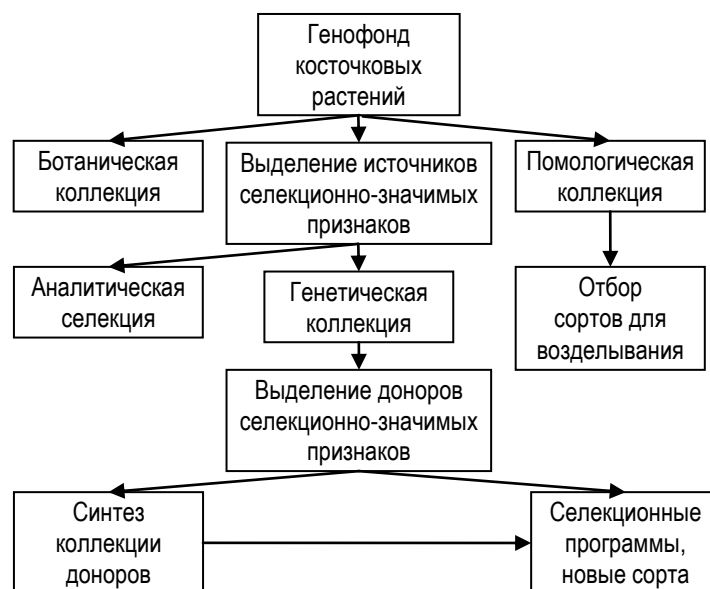 Генофонд
косточковых
растений
Ботаническая
коллекция
Выделение источников
селекционно-значимых
признаков
Помологическая
коллекция
Аналитическая
селекция
Генетическая
коллекция
Отбор
сортов для
возделывания
Выделение доноров
селекционно-значимых
признаков
Синтез
коллекции
доноров
Селекционные
программы,
новые сорта